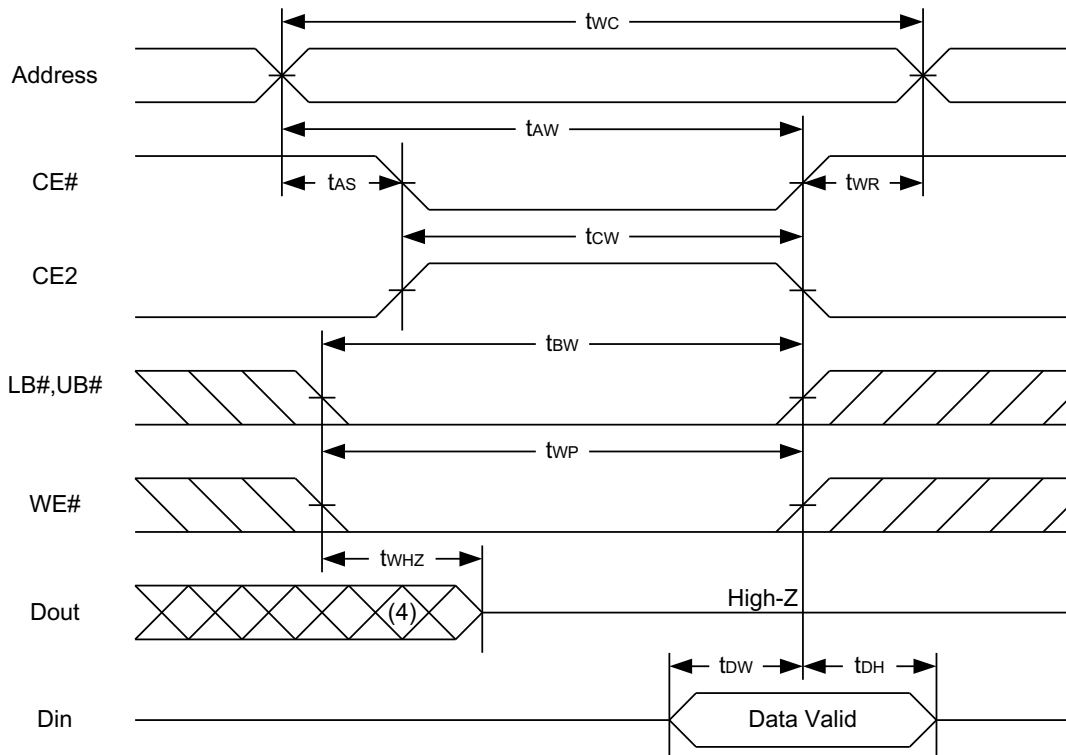 tWC
Address
tAW
CE#
tAS
tWR
tCW
CE2
tBW
LB#,UB#
tWP
WE#
tWHZ
Dout
(4)
High-Z
tDW
tDH
Din
Data Valid